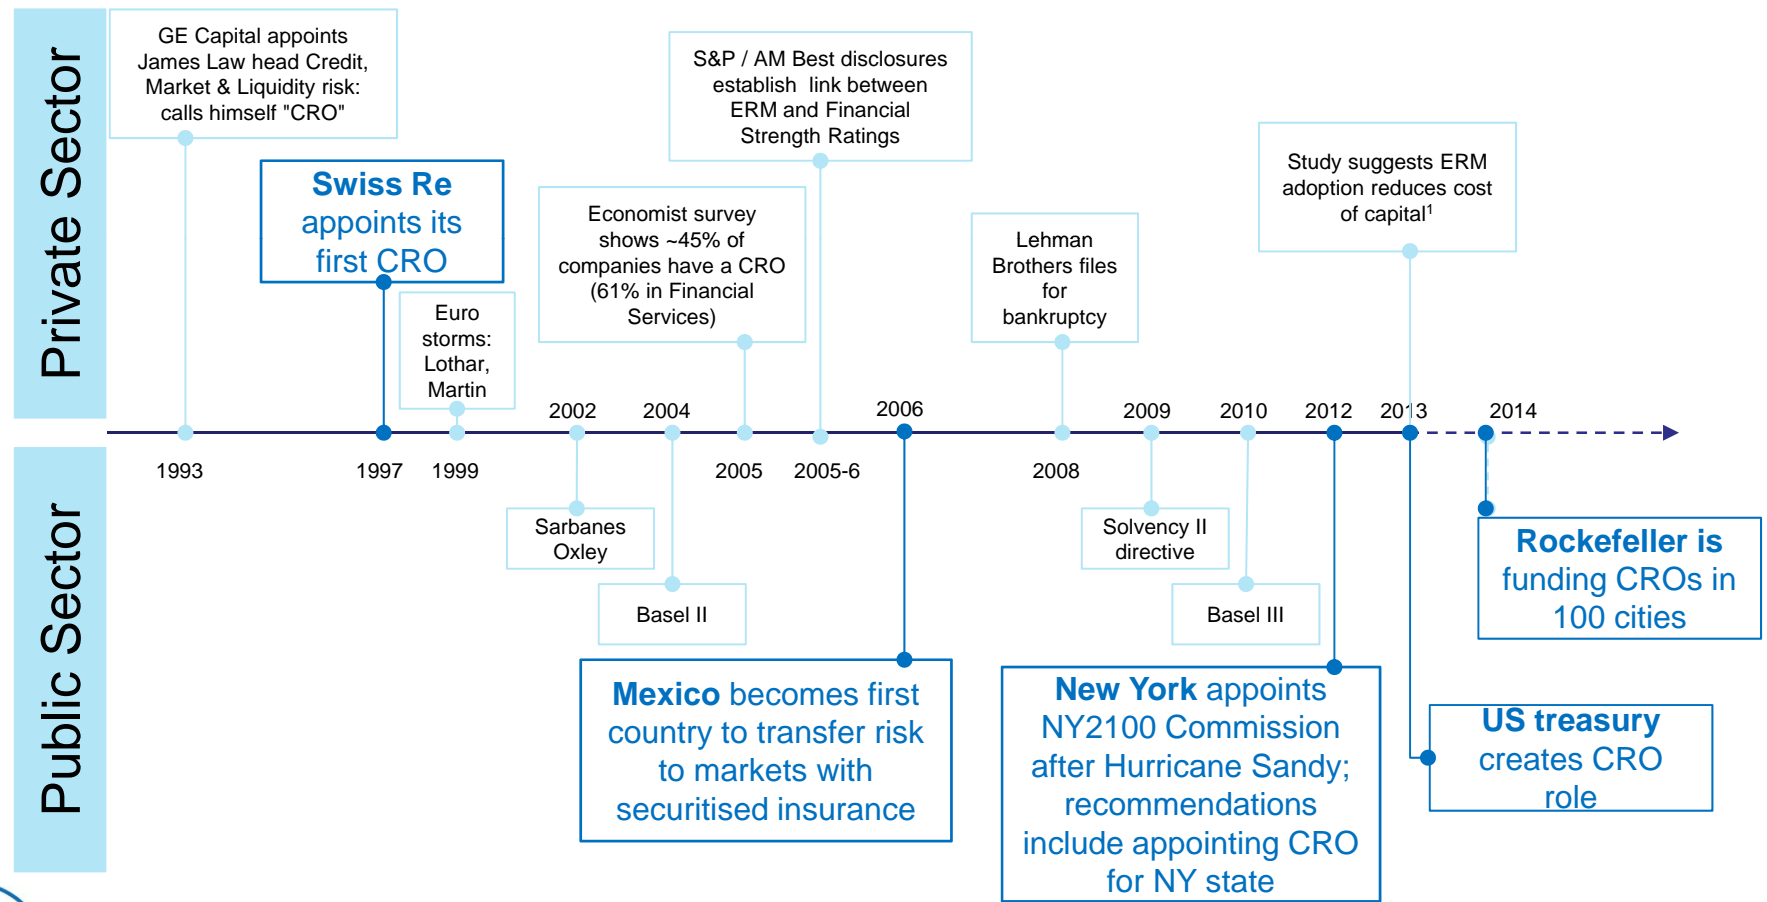 Private Sector
GE Capital appoints
James Law head Credit,
Market & Liquidity risk:
calls himself "CRO"
Swiss Re
appoints its
first CRO
Euro
storms:
Lothar,
Martin
Economist survey
shows ~45% of
companies have a CRO
(61% in Financial
Services)
S&P / AM Best disclosures
establish link between
ERM and Financial
Strength Ratings
Lehman
Brothers files
for
bankruptcy
Study suggests ERM
adoption reduces cost
of capital¹
2002
2004
2006
2009
2010
2012
2013
2014
1993
1997
1999
2005
2005-6
2008
Public Sector
Sarbanes
Oxley
Basel II
Mexico becomes first
country to transfer risk
to markets with
securitised insurance
Solvency II
directive
Basel III
New York appoints
NY2100 Commission
after Hurricane Sandy;
recommendations
include appointing CRO
for NY state
Rockefeller is
funding CROs in
100 cities
US treasury
creates CRO
role